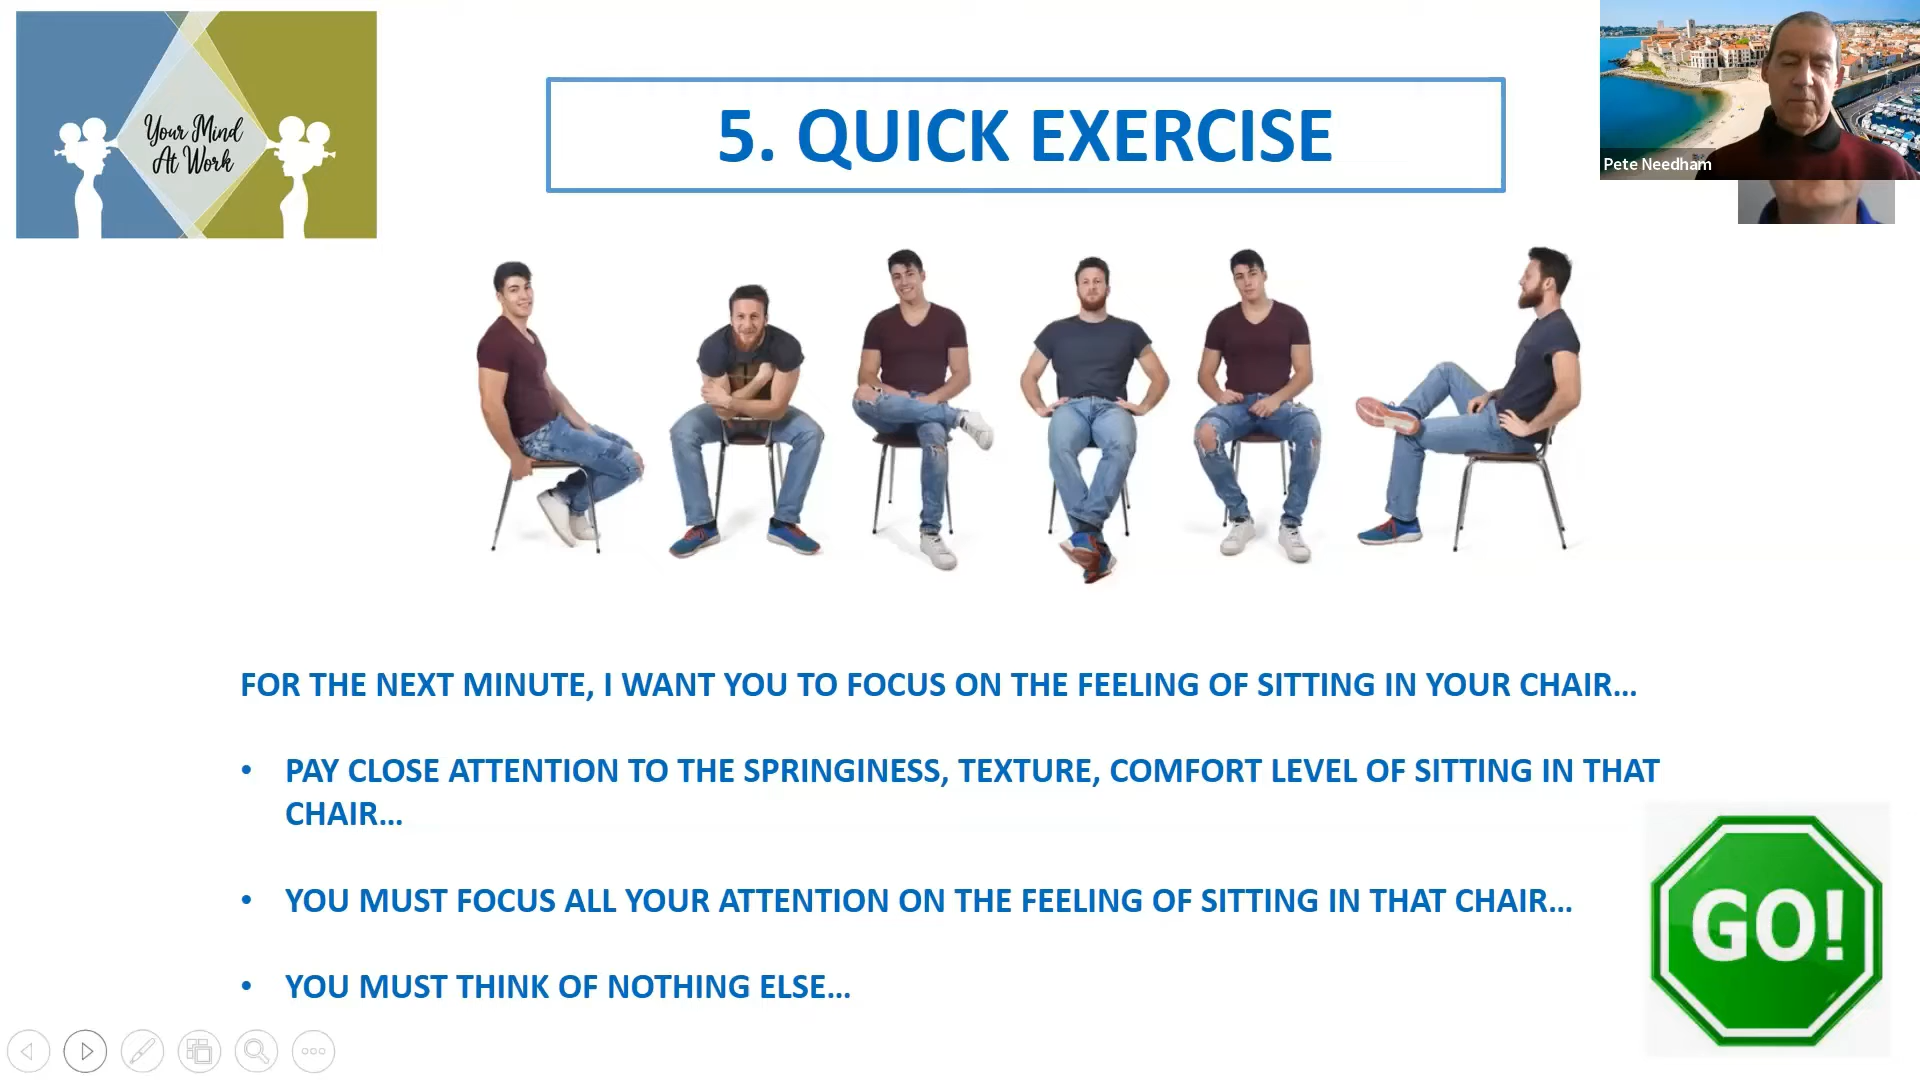 Your Mind
At Work
5. QUICK EXERCISE
Pete Needham
FOR THE NEXT MINUTE, I WANT YOU TO FOCUS ON THE FEELING OF SITTING IN YOUR CHAIR...
• PAY CLOSE ATTENTION TO THE SPRINGINESS, TEXTURE, COMFORT LEVEL OF SITTING IN THAT
CHAIR...
• YOU MUST FOCUS ALL YOUR ATTENTION ON THE FEELING OF SITTING IN THAT CHAIR...
• YOU MUST THINK OF NOTHING ELSE...
GO!